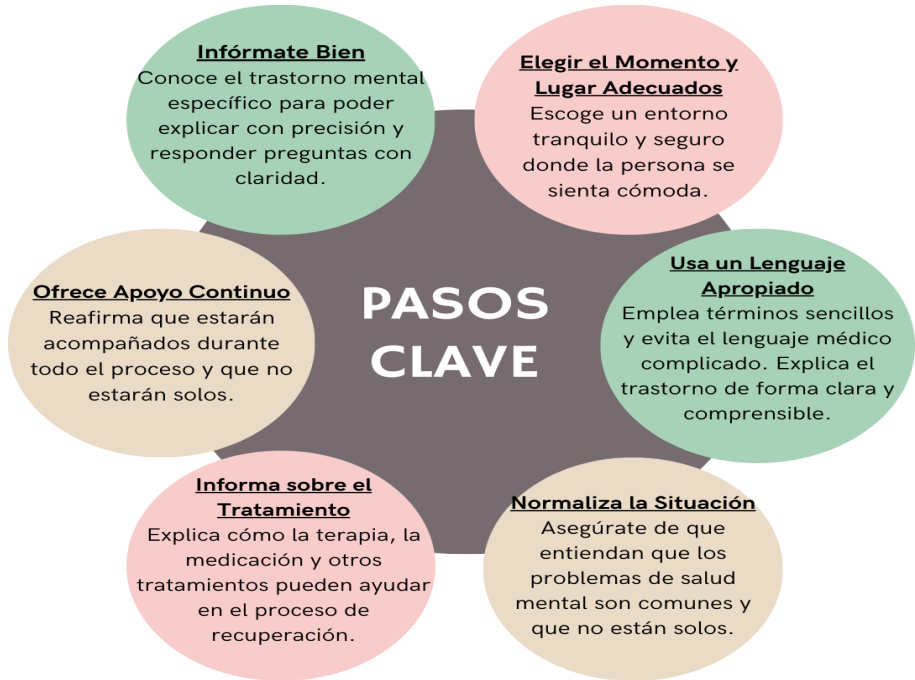 Infórmate Bien
Conoce el trastorno mental
específico para poder
explicar con precisión y
responder preguntas con
claridad.
Elegir el Momento y
Lugar Adecuados
Escoge un entorno
tranquilo y seguro
donde la persona se
sienta cómoda.
Usa un Lenguaje
Apropiado
Emplea términos sencillos
y evita el lenguaje médico
complicado. Explica el
trastorno de forma clara y
comprensible.
Normaliza la Situación
Asegúrate de que
entiendan que los
problemas de salud
mental son comunes y
que no están solos.
Informa sobre el
Tratamiento
Explica cómo la terapia, la
medicación y otros
tratamientos pueden ayudar
en el proceso de
recuperación.
Ofrece Apoyo Continuo
Reafirma que estarán
acompañados durante
todo el proceso y que no
estarán solos.
PASOS
CLAVE